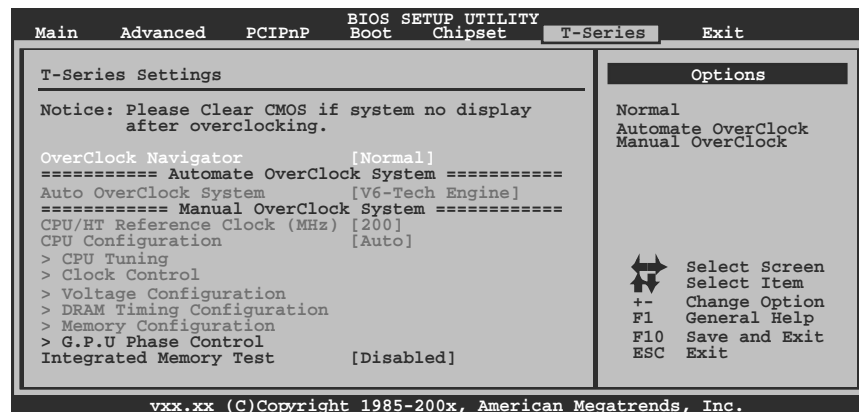 BIOS SETUP UTILITY
Main Advanced PCIPnP Boot Chipset T-Series Exit
T-Series Settings
Notice: Please Clear CMOS if system no display
after overclocking.
OverClock Navigator [Normal]
=========== Automate OverClock System ===========
Auto OverClock System [V6-Tech Engine]
============ Manual OverClock System ============
CPU/HT Reference Clock (MHz) [200]
CPU Configuration [Auto]
> CPU Tuning
> Clock Control
> Voltage Configuration
> DRAM Timing Configuration
> Memory Configuration
> G.P.U Phase Control
Integrated Memory Test [Disabled]
Options
Normal
Automate OverClock
Manual OverClock
Select Screen
Select Item
+- Change Option
F1 General Help
F10 Save and Exit
ESC Exit
vxx.xx (C)Copyright 1985-200x, American Megatrends, Inc.